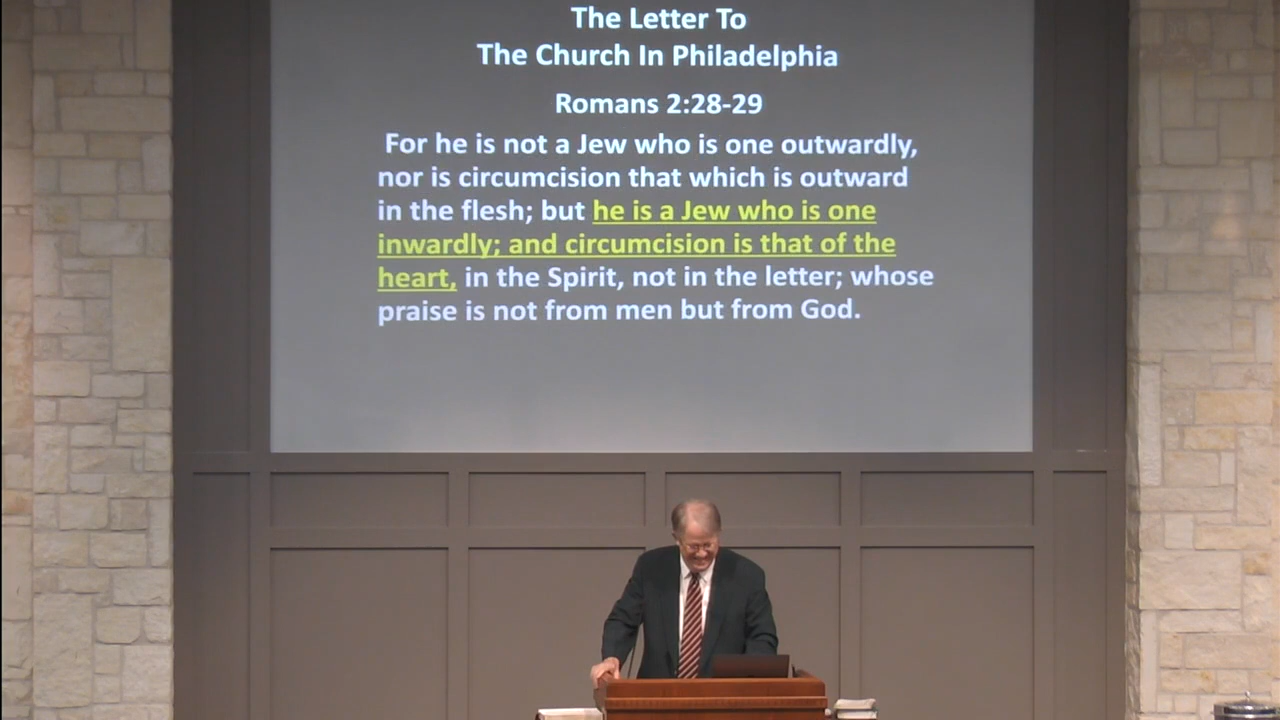 The Letter To
The Church In Philadelphia
Romans 2:28-29
For he is not a Jew who is one outwardly,
nor is circumcision that which is outward
in the flesh; but he is a Jew who is one
inwardly; and circumcision is that of the
heart, in the Spirit, not in the letter; whose
praise is not from men but from God.